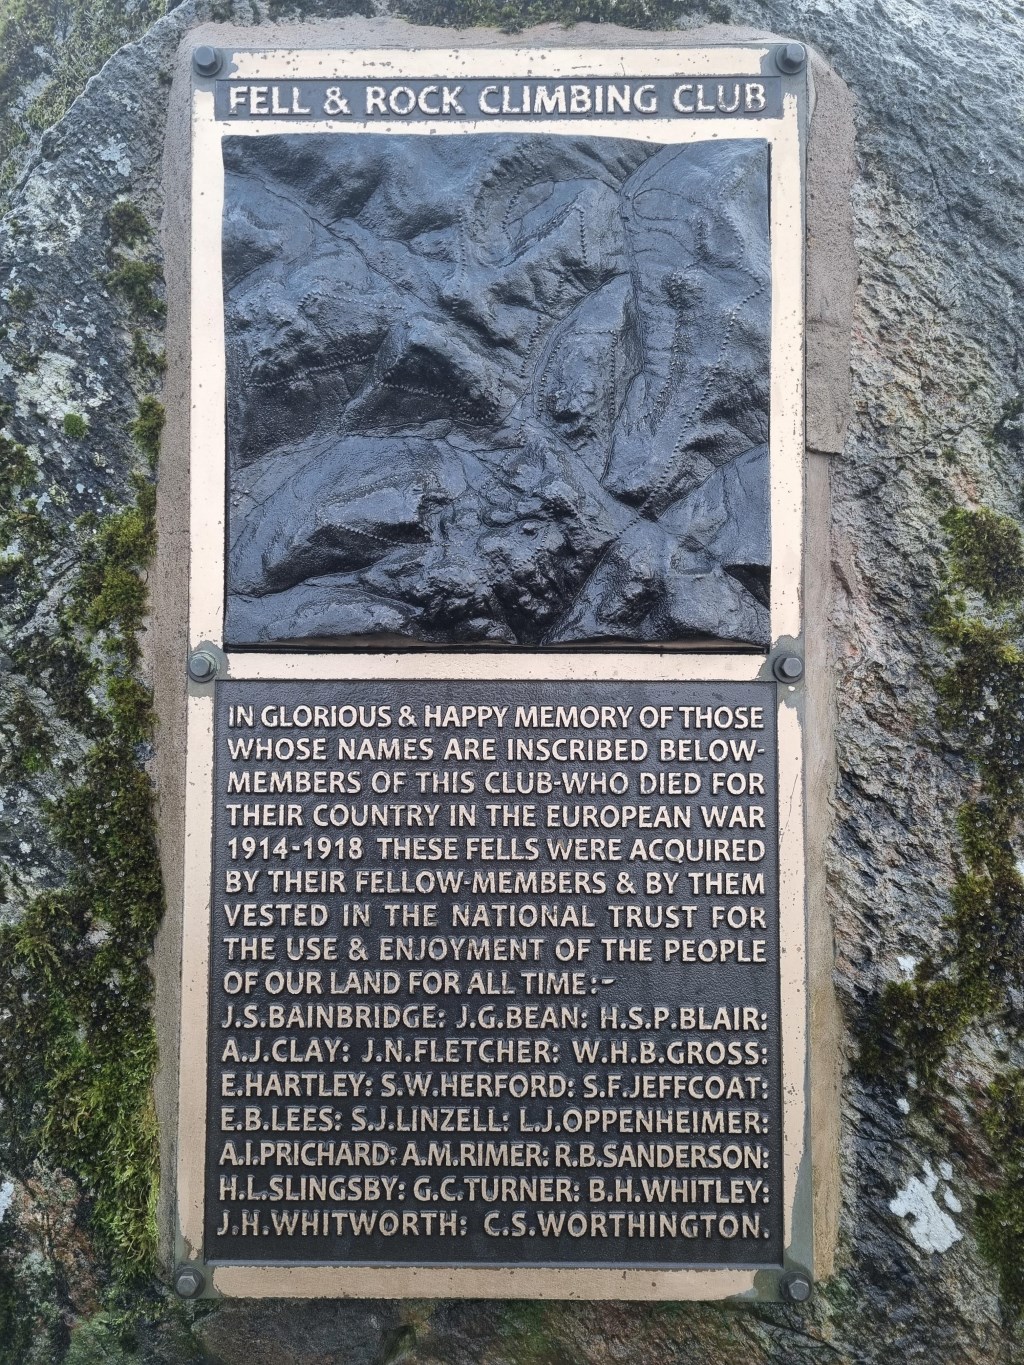 FELL & ROCK CLIMBING CLUB
IN GLORIOUS & HAPPY MEMORY OF THOSE
WHOSE NAMES ARE INSCRIBED BELOW-
MEMBERS OF THIS CLUB-WHO DIED FOR
THEIR COUNTRY IN THE EUROPEAN WAR
1914-1918 THESE FELLS WERE ACQUIRED
BY THEIR FELLOW-MEMBERS & BY THEM
VESTED IN THE NATIONAL TRUST FOR
THE USE & ENJOYMENT OF THE PEOPLE
OF OUR LAND FOR ALL TIME:-
J.S.BAINBRIDGE: J.G.BEAN: H.S.P.BLAIR:
A.J.CLAY: J.N.FLETCHER: W.H.B.GROSS:
E.HARTLEY: S.W.HERFORD: S.F.JEFFCOAT:
E.B.LEES: S.J.LINZELL: L.J.OPPENHEIMER:
A.I.PRICHARD: A.M.RIMER: R.B.SANDERSON:
H.L.SLINGSBY: G.C.TURNER: B.H.WHITLEY:
J.H.WHITWORTH: C.S.WORTHINGTON.